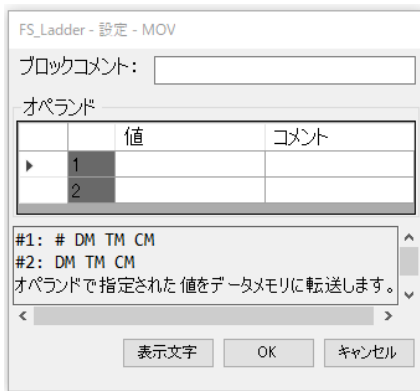 FS_Ladder - 設定 - MOV
ブロックコメント:
オペランド
値 コメント
1
2
#1: # DM TM CM
#2: DM TM CM
オペランドで指定された値をデータメモリに転送します。
表示文字 OK キャンセル